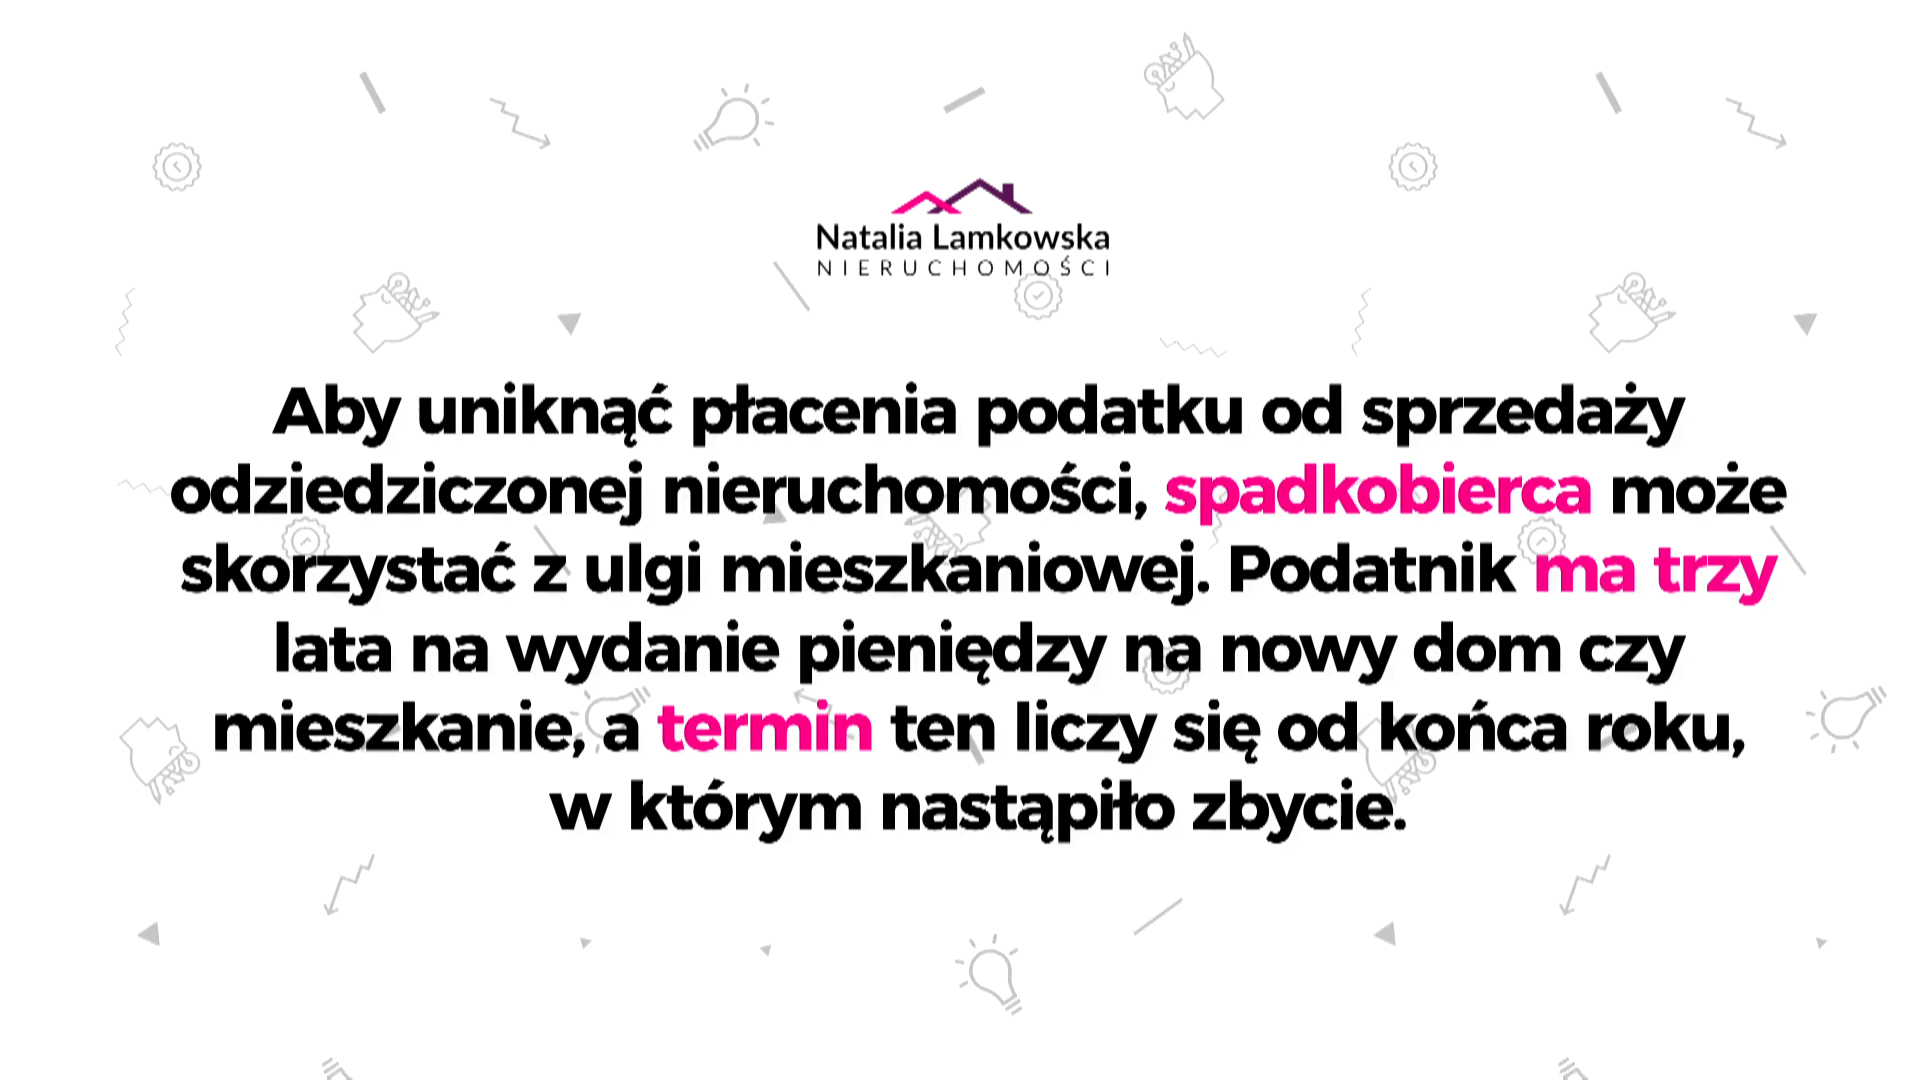 Natalia Lamkowska
NIERUCHOMOŚCI
Aby uniknąć płacenia podatku od sprzedaży
odziedziczonej nieruchomości, spadkobierca może
skorzystać z ulgi mieszkaniowej. Podatnik ma trzy
lata na wydanie pieniędzy na nowy dom czy
mieszkanie, a termin ten liczy się od końca roku,
w którym nastąpiło zbycie.